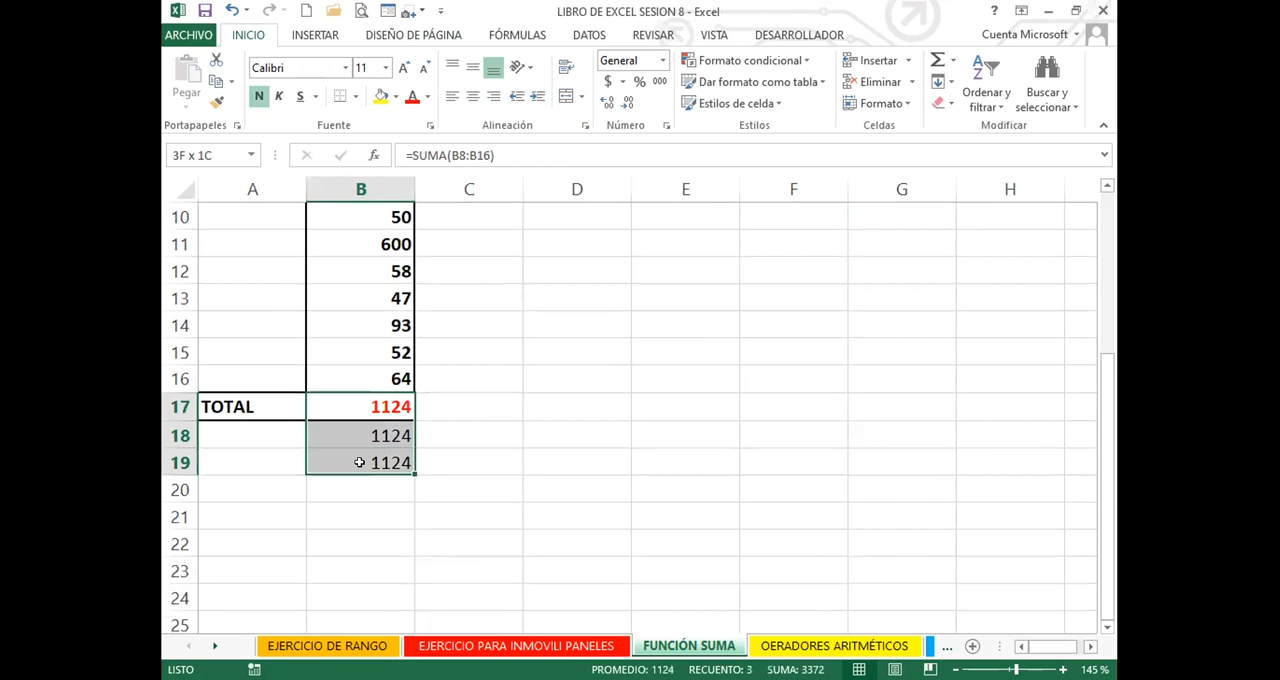 LIBRO DE EXCEL SESION 8 - Excel
ARCHIVO INICIO INSERTAR DISEÑO DE PÁGINA FÓRMULAS DATOS REVISAR VISTA DESARROLLADOR Cuenta Microsoft
Pegar
Calibri 11
N K S
General
$ % 000
Formato condicional
Dar formato como tabla
Estilos de celda
Insertar
Eliminar
Formato
Ordenar y filtrar
Buscar y seleccionar
Portapapeles Fuente Alineación Número Estilos Celdas Modificar
3F x 1C fx =SUMA(B8:B16)
A B C D E F G H
10 50
11 600
12 58
13 47
14 93
15 52
16 64
17 TOTAL 1124
18 1124
19 1124
20
21
22
23
24
25
EJERCICIO DE RANGO EJERCICIO PARA INMOVILI PANELES FUNCIÓN SUMA OERADORES ARITMÉTICOS ...
LISTO PROMEDIO: 1124 RECUENTO: 3 SUMA: 3372 145 %